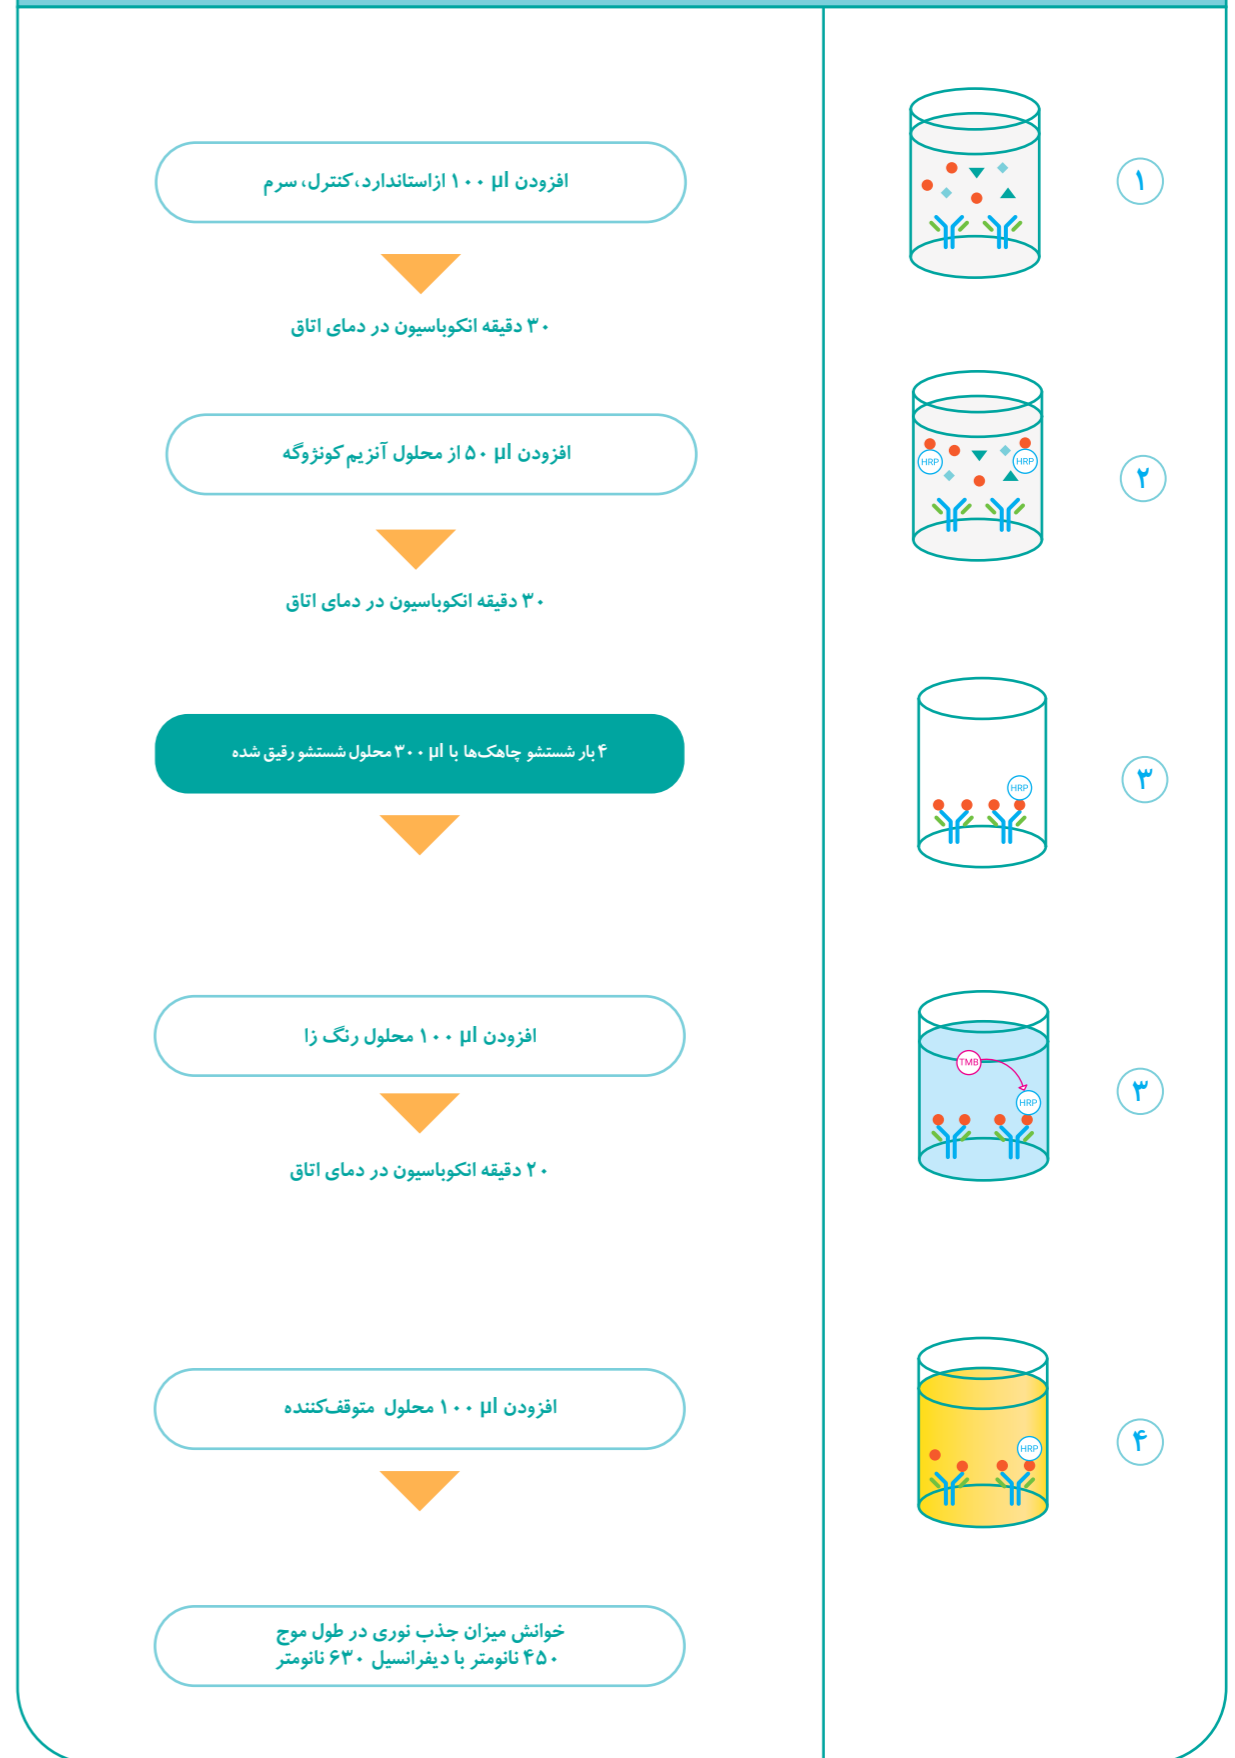 ۱
افزودن ۱۰۰ µl ازاستاندارد، کنترل، سرم
۳۰ دقیقه انکوباسیون در دمای اتاق
۲
HRP
HRP
افزودن ۵۰ µl از محلول آنزیم کونژوگه
۳۰ دقیقه انکوباسیون در دمای اتاق
۳
HRP
۴ بار شستشو چاهک‌ها با ۳۰۰ µl محلول شستشو رقیق شده
۳
TMB
HRP
افزودن ۱۰۰ µl محلول رنگ زا
۲۰ دقیقه انکوباسیون در دمای اتاق
۴
HRP
افزودن ۱۰۰ µl محلول متوقف‌کننده
خوانش میزان جذب نوری در طول موج
۴۵۰ نانومتر با دیفرانسیل ۶۳۰ نانومتر